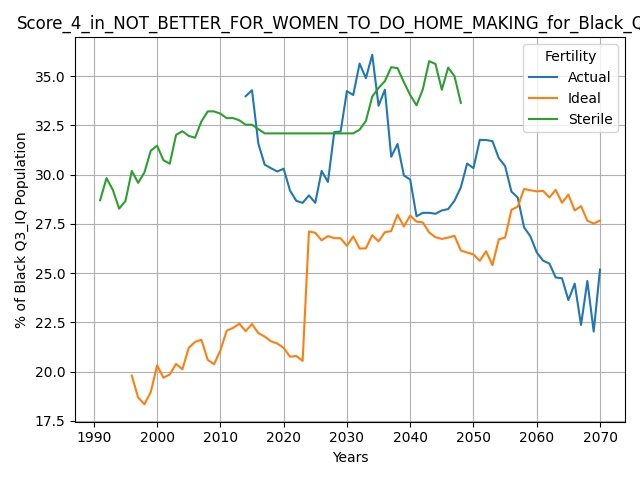 Score_4_in_NOT_BETTER_FOR_WOMEN_TO_DO_HOME_MAKING_for_Black_Q
Fertility
Actual
Ideal
Sterile
% of Black Q3_IQ Population
35.0
32.5
30.0
27.5
25.0
22.5
20.0
17.5
1990 2000 2010 2020 2030 2040 2050 2060 2070
Years